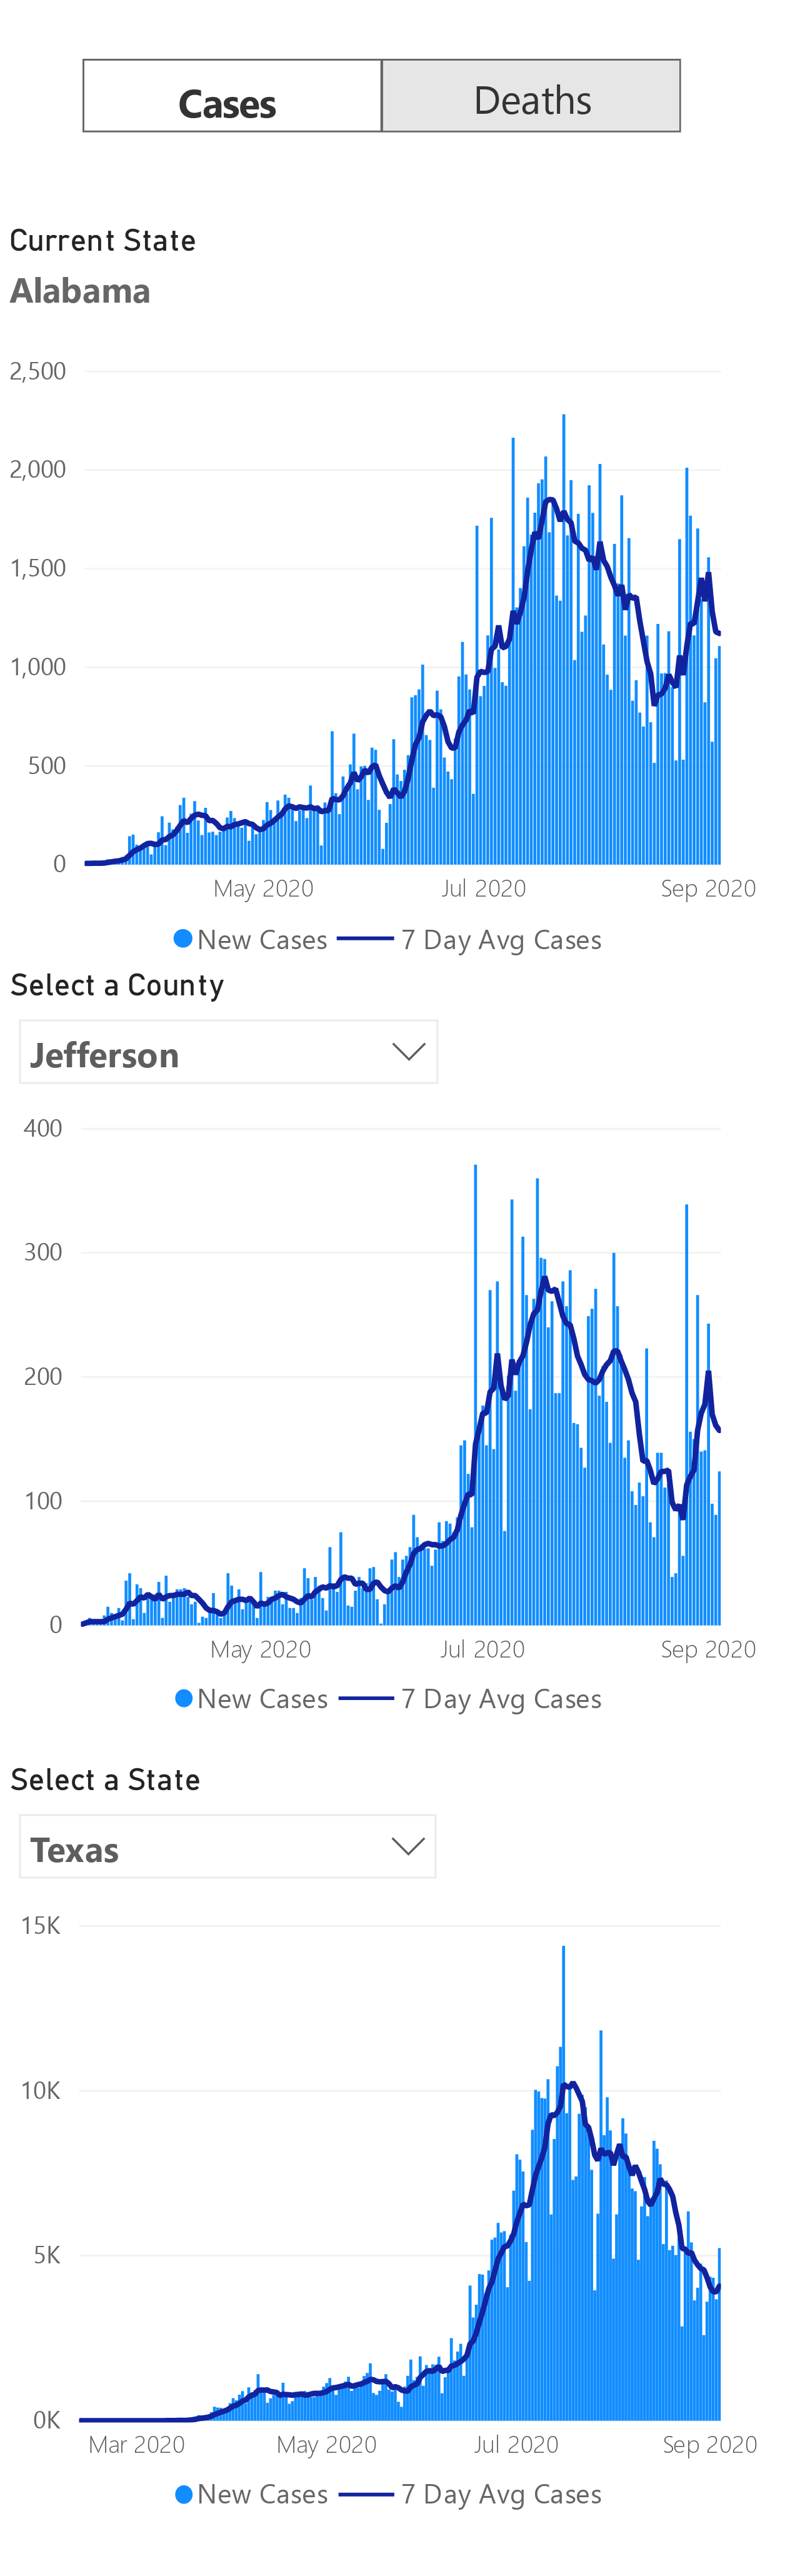 Cases Deaths
Current State
Alabama
2,500
2,000
1,500
1,000
500
0
May 2020 Jul 2020 Sep 2020
New Cases 7 Day Avg Cases
Select a County
Jefferson
400
300
200
100
0
May 2020 Jul 2020 Sep 2020
New Cases 7 Day Avg Cases
Select a State
Texas
15K
10K
5K
0K
Mar 2020 May 2020 Jul 2020 Sep 2020
New Cases 7 Day Avg Cases